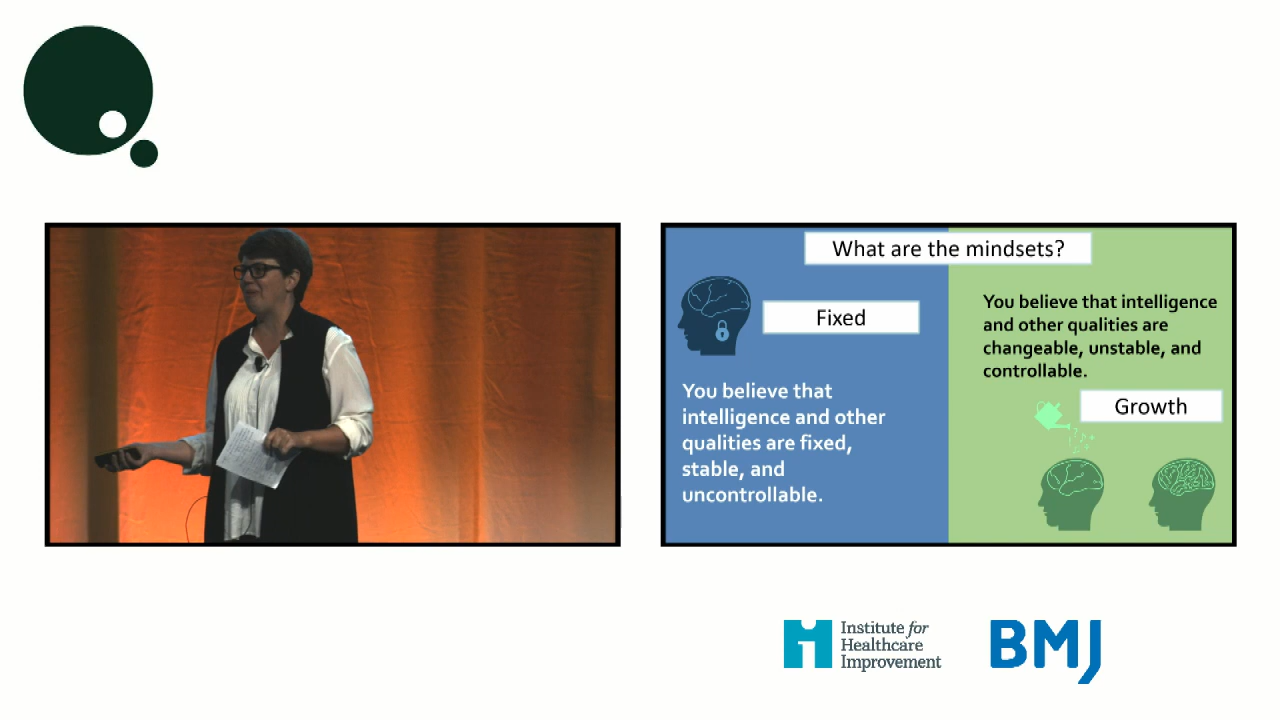 What are the mindsets?
Fixed
You believe that
intelligence and other
qualities are fixed,
stable, and
uncontrollable.
You believe that intelligence
and other qualities are
changeable, unstable, and
controllable.
Growth
Institute for
Healthcare
Improvement
BMJ